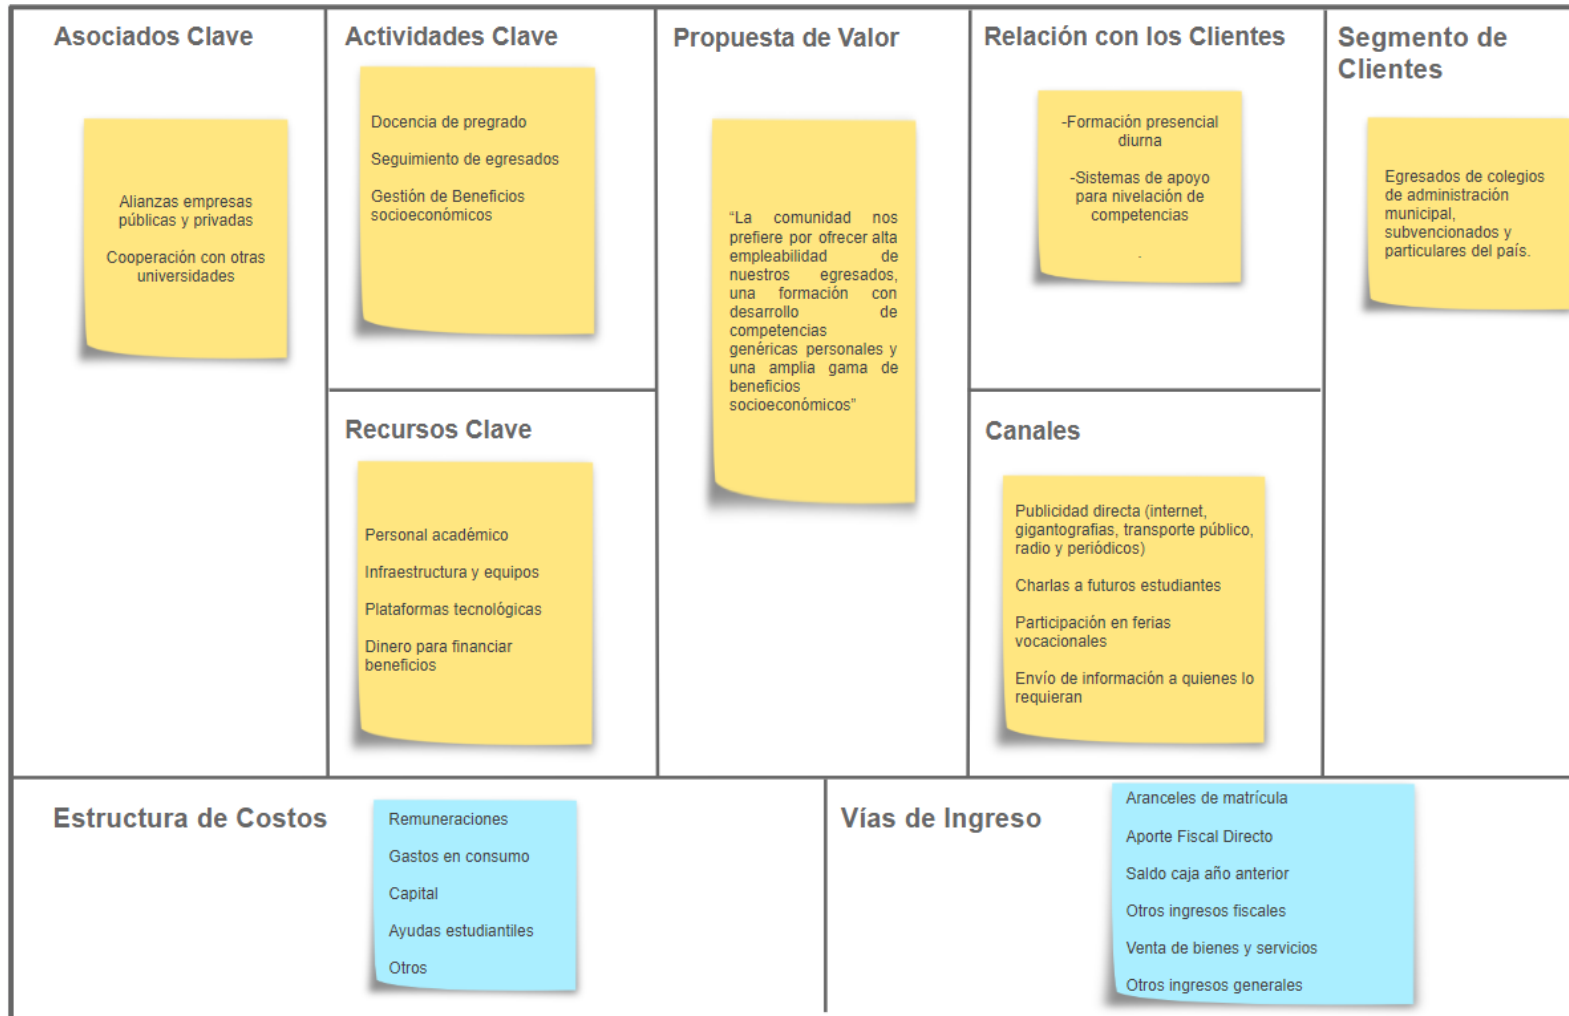 Asociados Clave
Alianzas empresas
públicas y privadas
Cooperación con otras
universidades
Actividades Clave
Docencia de pregrado
Seguimiento de egresados
Gestión de Beneficios
socioeconómicos
Recursos Clave
Personal académico
Infraestructura y equipos
Plataformas tecnológicas
Dinero para financiar
beneficios
Propuesta de Valor
“La comunidad nos
prefiere por ofrecer alta
empleabilidad de
nuestros egresados,
una formación con
desarrollo de
competencias
genéricas personales y
una amplia gama de
beneficios
socioeconómicos”
Relación con los Clientes
-Formación presencial
diurna
-Sistemas de apoyo
para nivelación de
competencias
.
Canales
Publicidad directa (internet,
gigantografias, transporte público,
radio y periódicos)
Charlas a futuros estudiantes
Participación en ferias
vocacionales
Envío de información a quienes lo
requieran
Segmento de
Clientes
Egresados de colegios
de administración
municipal,
subvencionados y
particulares del país.
Estructura de Costos
Remuneraciones
Gastos en consumo
Capital
Ayudas estudiantiles
Otros
Vías de Ingreso
Aranceles de matrícula
Aporte Fiscal Directo
Saldo caja año anterior
Otros ingresos fiscales
Venta de bienes y servicios
Otros ingresos generales